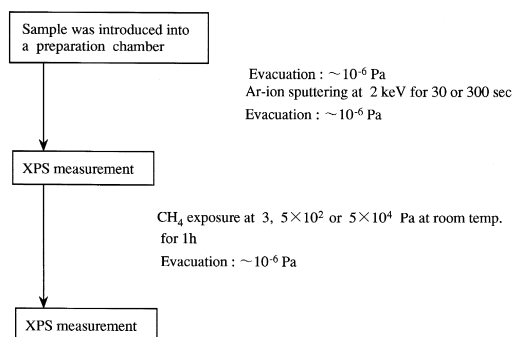 Sample was introduced into
a preparation chamber
Evacuation : ~10-6 Pa
Ar-ion sputtering at 2 keV for 30 or 300 sec
Evacuation : ~10-6 Pa
XPS measurement
CH4 exposure at 3, 5×10² or 5×10⁴ Pa at room temp.
for 1h
Evacuation : ~10-6 Pa
XPS measurement